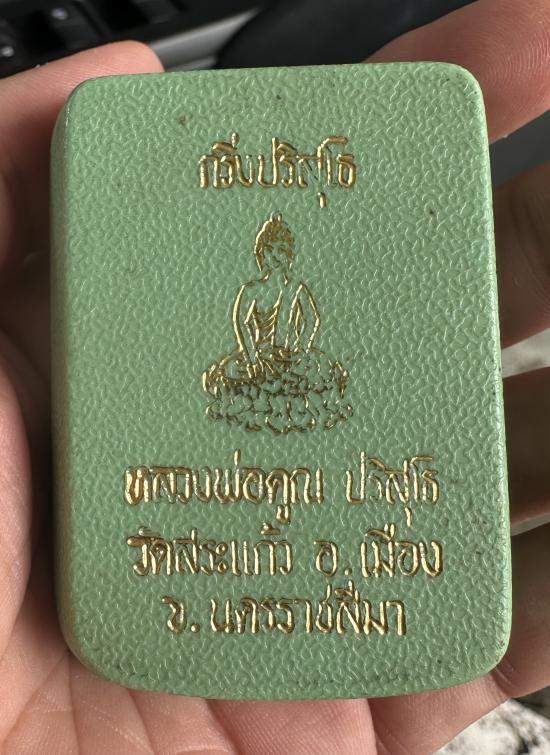 กริ่งปริสุโธ
หลวงพ่อคูณ ปริสุโธ
วัดสระแก้ว อ.เมือง
จ.นครราชสีมา